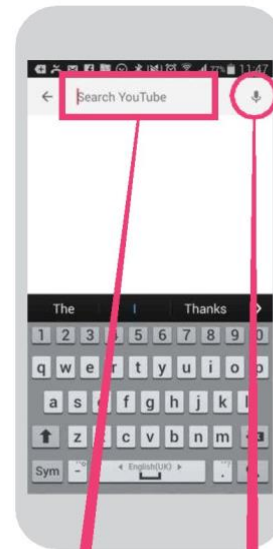 11:47
Search YouTube
The I Thanks
1 2 3 4 5 6 7 8 9 0
q w e r t y u i o p
a s d f g h j k l
z x c v b n m
Sym English(UK)